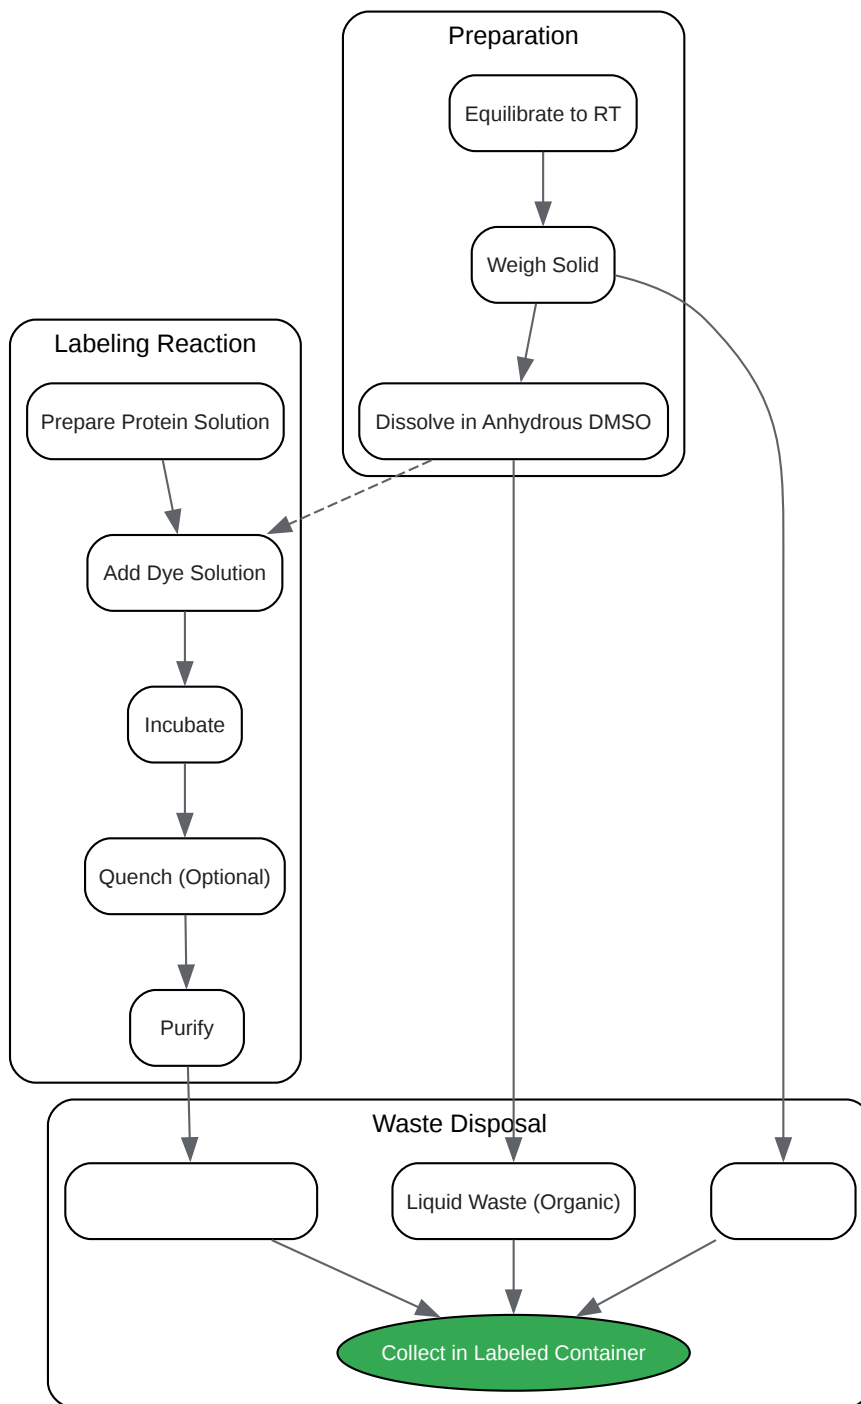 Preparation
Equilibrate to RT
Weigh Solid
Dissolve in Anhydrous DMSO
Labeling Reaction
Prepare Protein Solution
Add Dye Solution
Incubate
Quench (Optional)
Purify
Waste Disposal
Liquid Waste (Organic)
Collect in Labeled Container